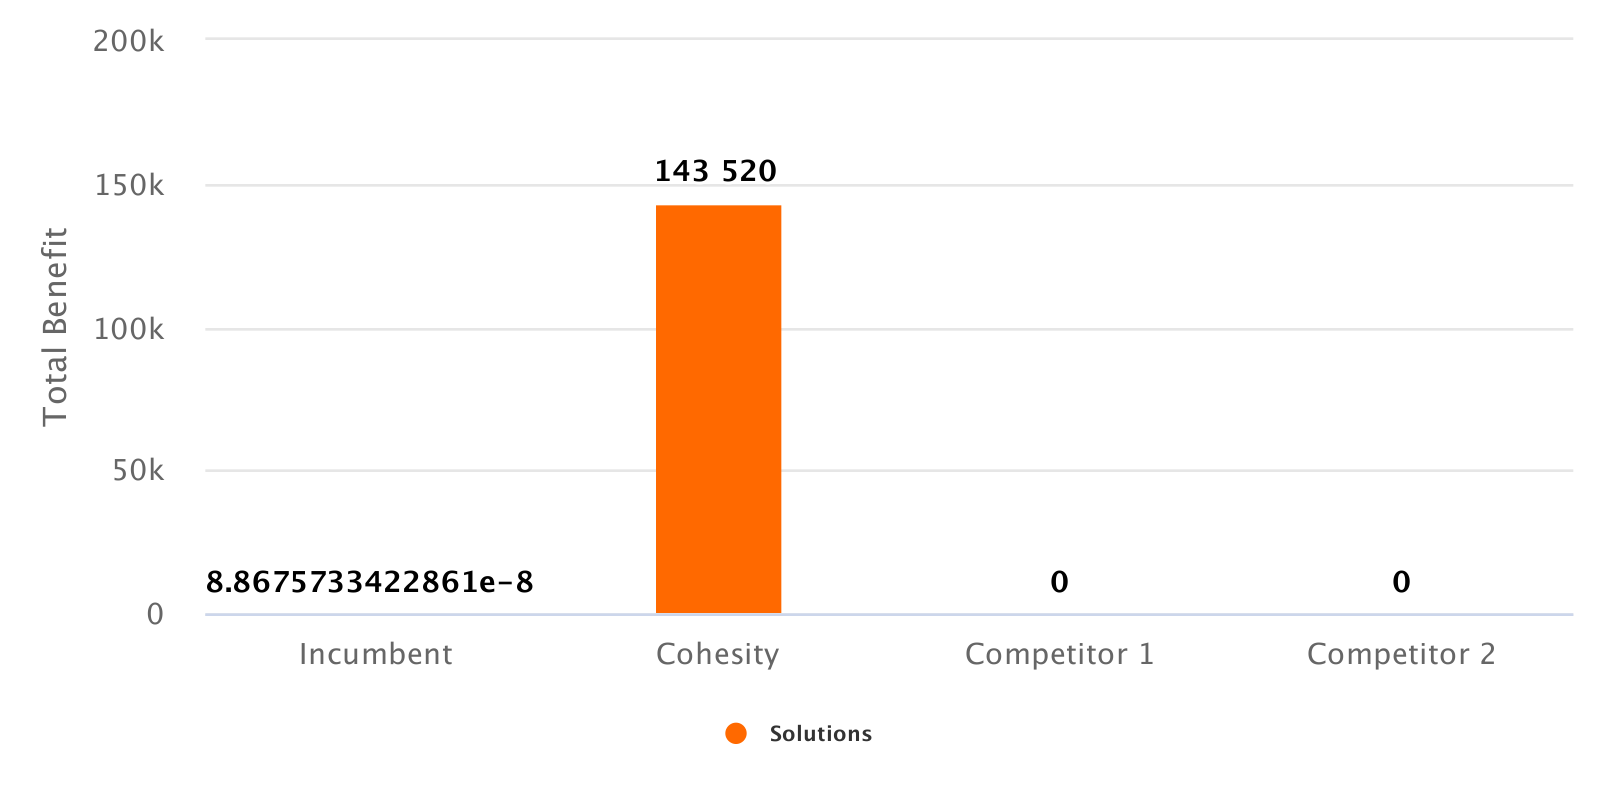 200k
150k
100k
50k
0
Total Benefit
8.8675733422861e-8
143 520
0
0
Incumbent
Cohesity
Competitor 1
Competitor 2
Solutions